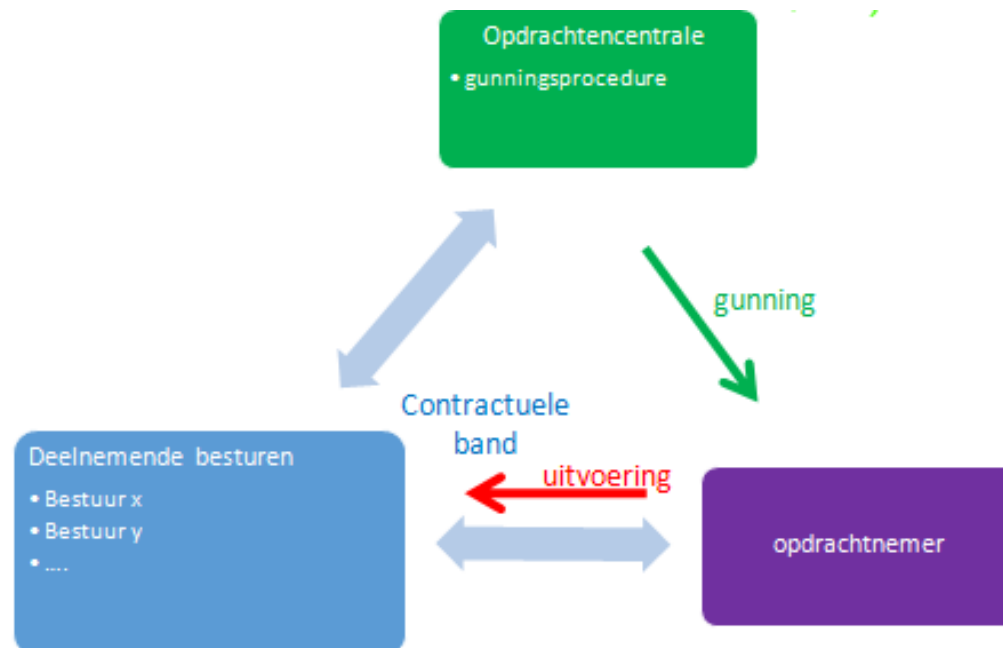 Opdrachtencentrale
• gunningsprocedure
gunning
Contractuele
band
uitvoering
Deelnemende besturen
• Bestuur x
• Bestuur y
• ....
opdrachtnemer